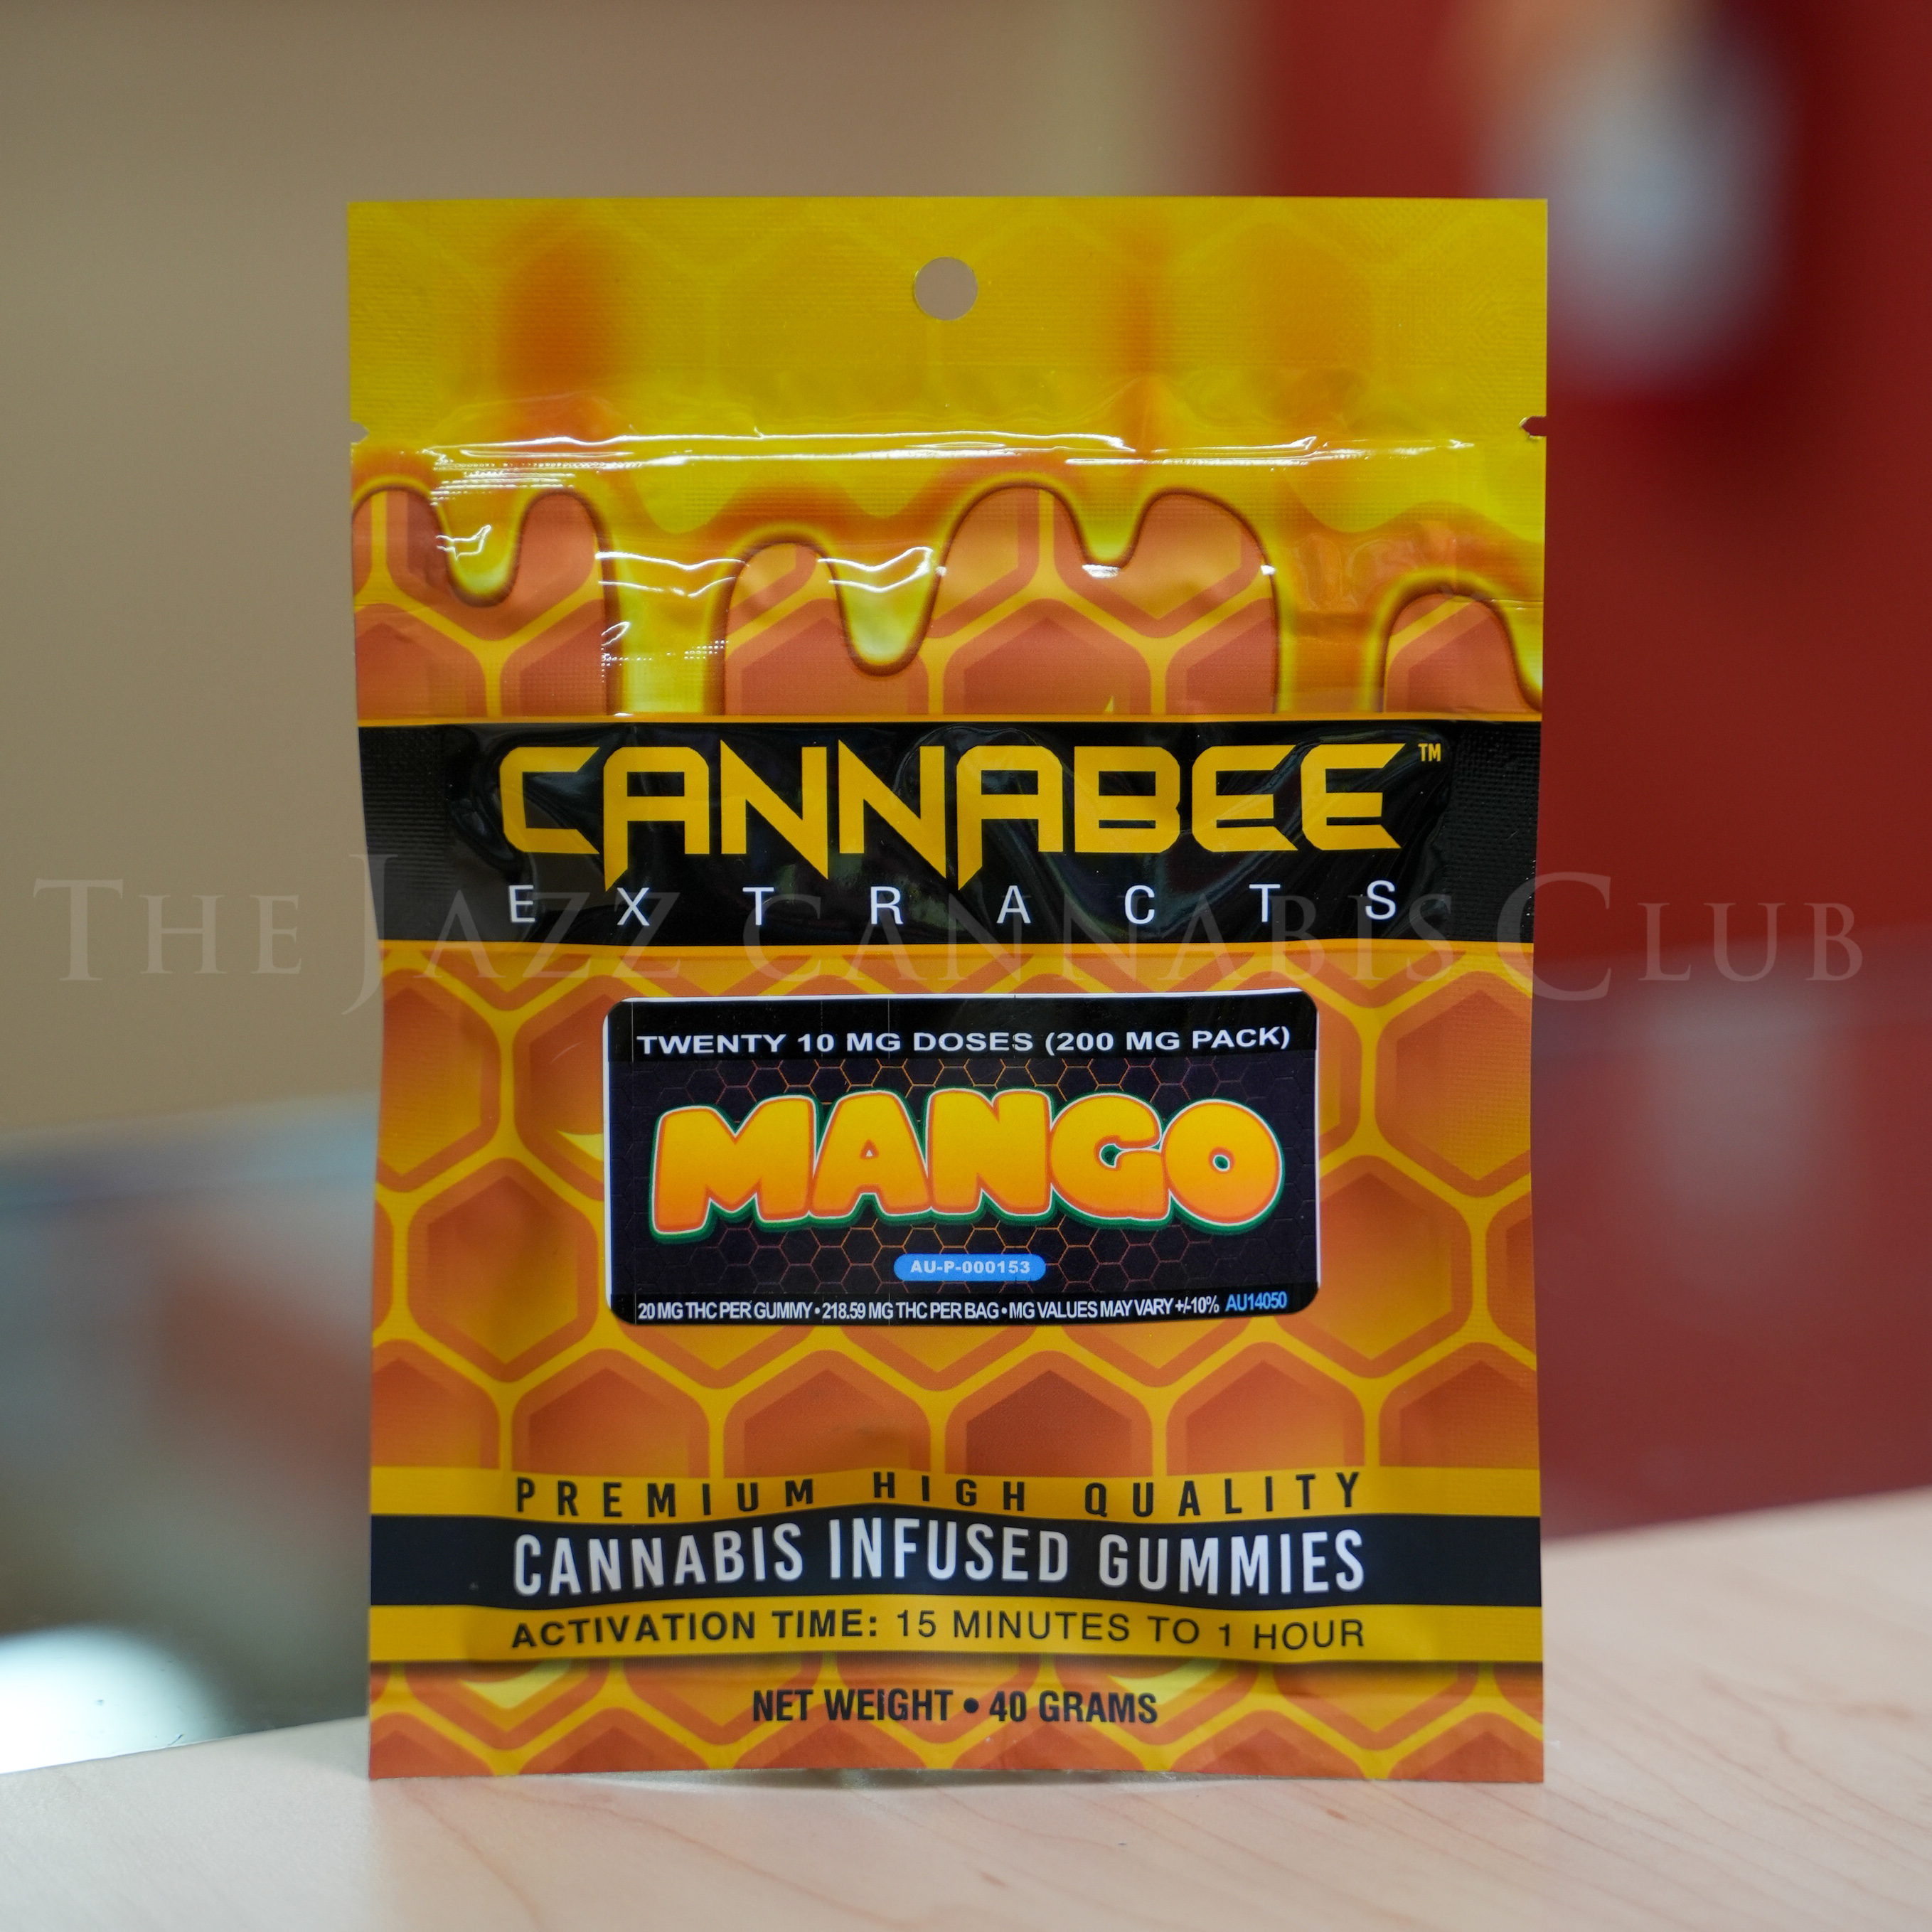 CANNABEE™
EXTRACTS
THE JAZZ CANNABIS CLUB
TWENTY 10 MG DOSES (200 MG PACK)
MANGO
AU-P-000153
20 MG THC PER GUMMY • 218.59 MG THC PER BAG • MG VALUES MAY VARY +/-10% AU14050
PREMIUM HIGH QUALITY
CANNABIS INFUSED GUMMIES
ACTIVATION TIME: 15 MINUTES TO 1 HOUR
NET WEIGHT • 40 GRAMS